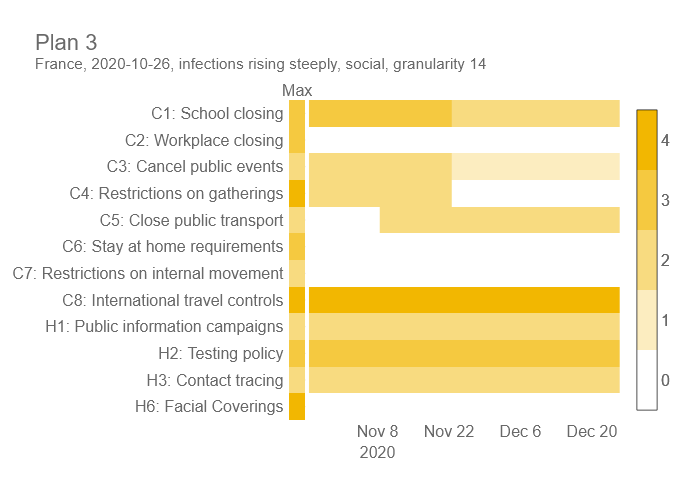 Plan 3
France, 2020-10-26, infections rising steeply, social, granularity 14
Max
C1: School closing
C2: Workplace closing
C3: Cancel public events
C4: Restrictions on gatherings
C5: Close public transport
C6: Stay at home requirements
C7: Restrictions on internal movement
C8: International travel controls
H1: Public information campaigns
H2: Testing policy
H3: Contact tracing
H6: Facial Coverings
4
3
2
1
0
Nov 8 Nov 22 Dec 6 Dec 20
2020